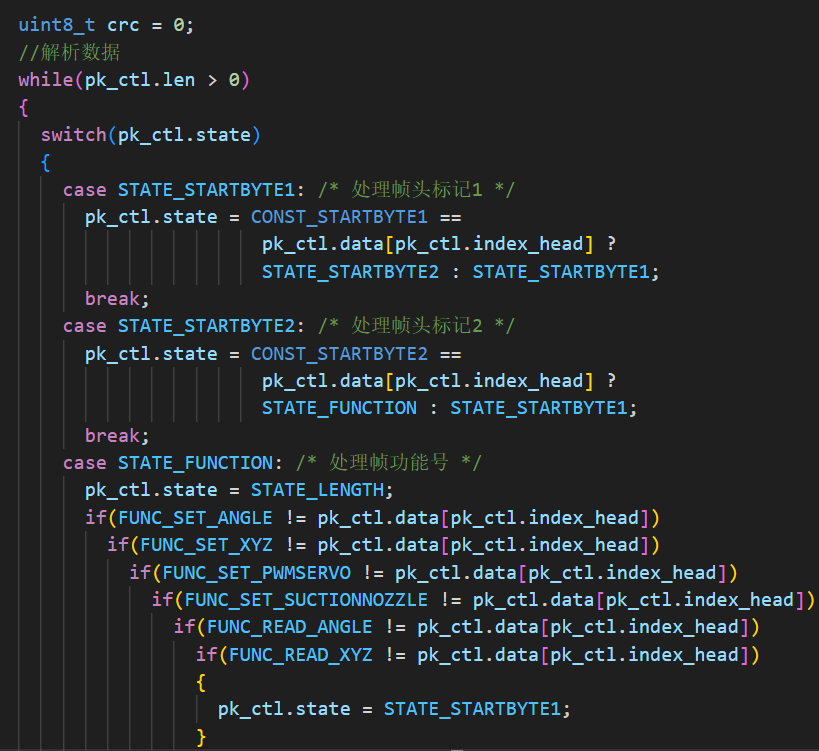 uint8_t crc = 0;
//解析数据
while(pk_ctl.len > 0)
{
switch(pk_ctl.state)
{
case STATE_STARTBYTE1: /* 处理帧头标记1 */
pk_ctl.state = CONST_STARTBYTE1 ==
pk_ctl.data[pk_ctl.index_head] ?
STATE_STARTBYTE2 : STATE_STARTBYTE1;
break;
case STATE_STARTBYTE2: /* 处理帧头标记2 */
pk_ctl.state = CONST_STARTBYTE2 ==
pk_ctl.data[pk_ctl.index_head] ?
STATE_FUNCTION : STATE_STARTBYTE1;
break;
case STATE_FUNCTION: /* 处理帧功能号 */
pk_ctl.state = STATE_LENGTH;
if(FUNC_SET_ANGLE != pk_ctl.data[pk_ctl.index_head])
if(FUNC_SET_XYZ != pk_ctl.data[pk_ctl.index_head])
if(FUNC_SET_PWMSERVO != pk_ctl.data[pk_ctl.index_head])
if(FUNC_SET_SUCTIONNOZZLE != pk_ctl.data[pk_ctl.index_head])
if(FUNC_READ_ANGLE != pk_ctl.data[pk_ctl.index_head])
if(FUNC_READ_XYZ != pk_ctl.data[pk_ctl.index_head])
{
pk_ctl.state = STATE_STARTBYTE1;
}